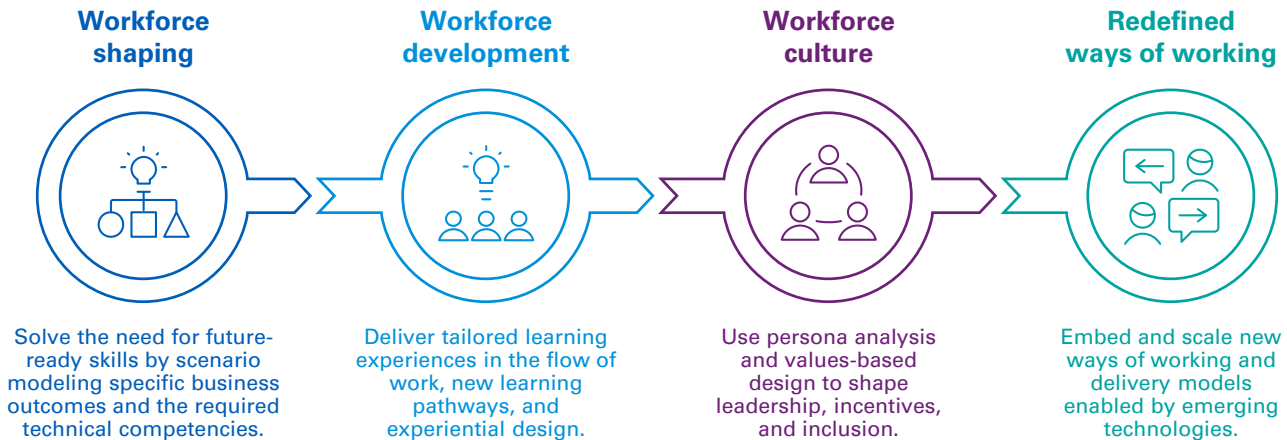 Workforce
shaping
Solve the need for future-
ready skills by scenario
modeling specific business
outcomes and the required
technical competencies.
Workforce
development
Deliver tailored learning
experiences in the flow of
work, new learning
pathways, and
experiential design.
Workforce
culture
Use persona analysis
and values-based
design to shape
leadership, incentives,
and inclusion.
Redefined
ways of working
Embed and scale new
ways of working and
delivery models
enabled by emerging
technologies.